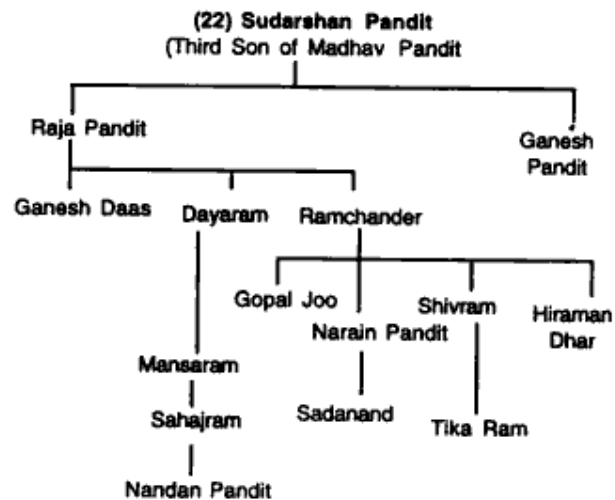 (22) Sudarshan Pandit
(Third Son of Madhav Pandit
Raja Pandit
Ganesh
Pandit
Ganesh Daas
Dayaram
Ramchander
Gopal Joo
Narain Pandit
Shivram
Hiraman
Dhar
Mansaram
Sahajram
Sadanand
Tika Ram
Nandan Pandit